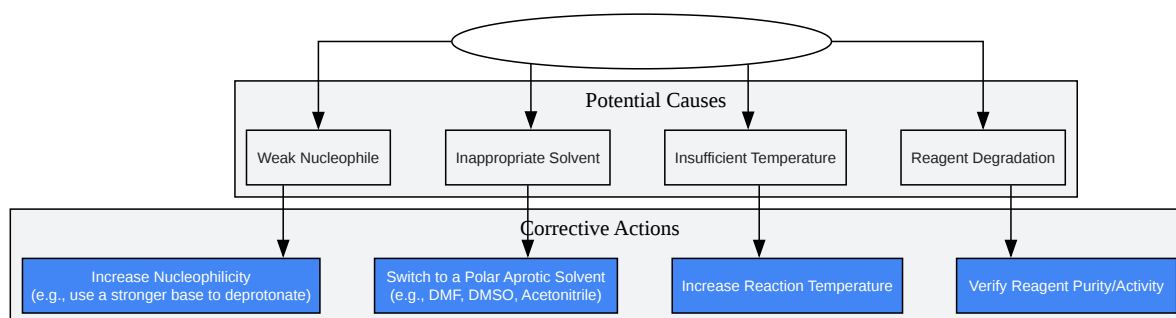 Potential Causes
Weak Nucleophile
Inappropriate Solvent
Insufficient Temperature
Reagent Degradation
Corrective Actions
Increase Nucleophilicity
(e.g., use a stronger base to deprotonate)
Switch to a Polar Aprotic Solvent
(e.g., DMF, DMSO, Acetonitrile)
Increase Reaction Temperature
Verify Reagent Purity/Activity